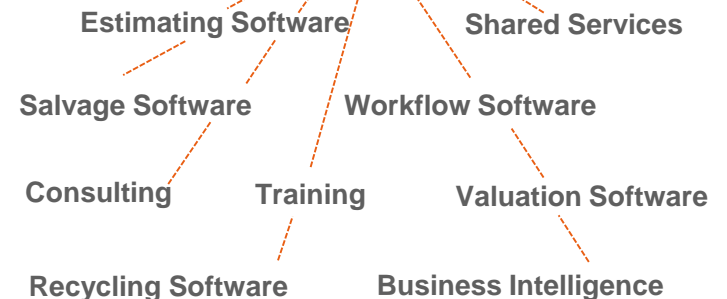 Estimating Software
Shared Services
Salvage Software
Workflow Software
Consulting
Training
Valuation Software
Recycling Software
Business Intelligence